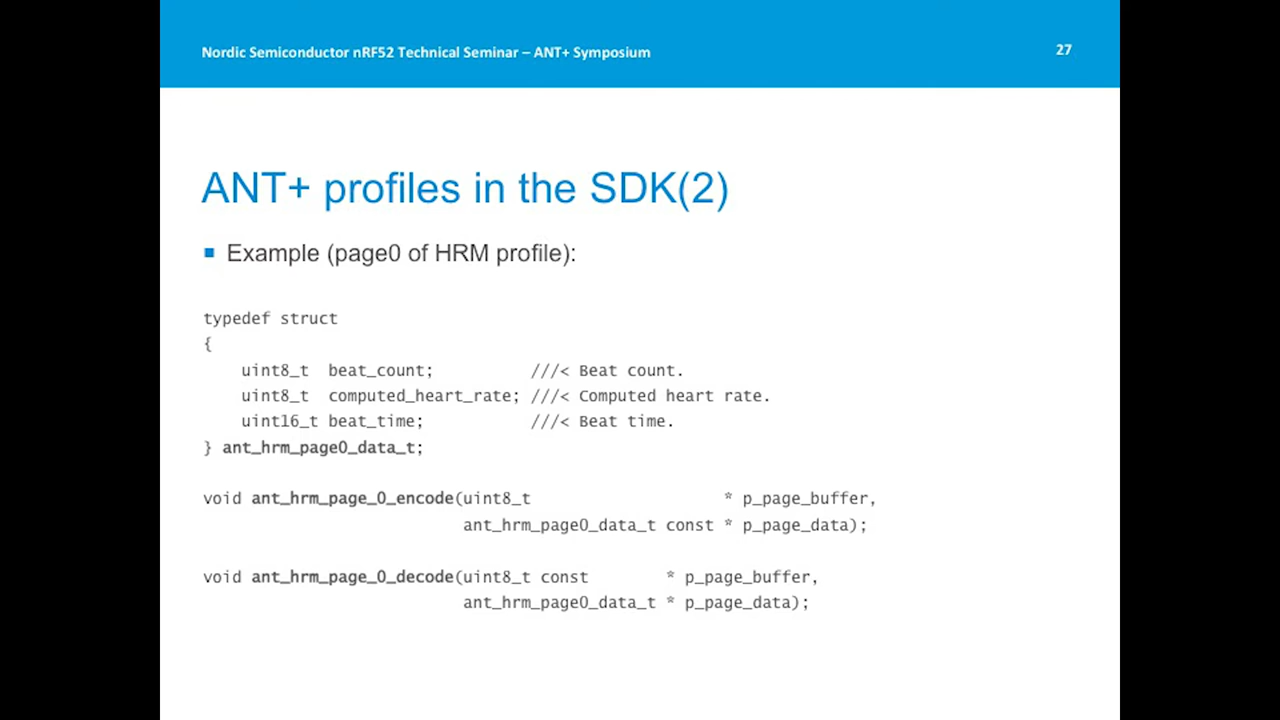 Nordic Semiconductor nRF52 Technical Seminar – ANT+ Symposium
27
ANT+ profiles in the SDK(2)
Example (page0 of HRM profile):
typedef struct
{
    uint8_t  beat_count;          ///< Beat count.
    uint8_t  computed_heart_rate; ///< Computed heart rate.
    uint16_t beat_time;           ///< Beat time.
} ant_hrm_page0_data_t;
void ant_hrm_page_0_encode(uint8_t                    * p_page_buffer,
                           ant_hrm_page0_data_t const * p_page_data);
void ant_hrm_page_0_decode(uint8_t const        * p_page_buffer,
                           ant_hrm_page0_data_t * p_page_data);